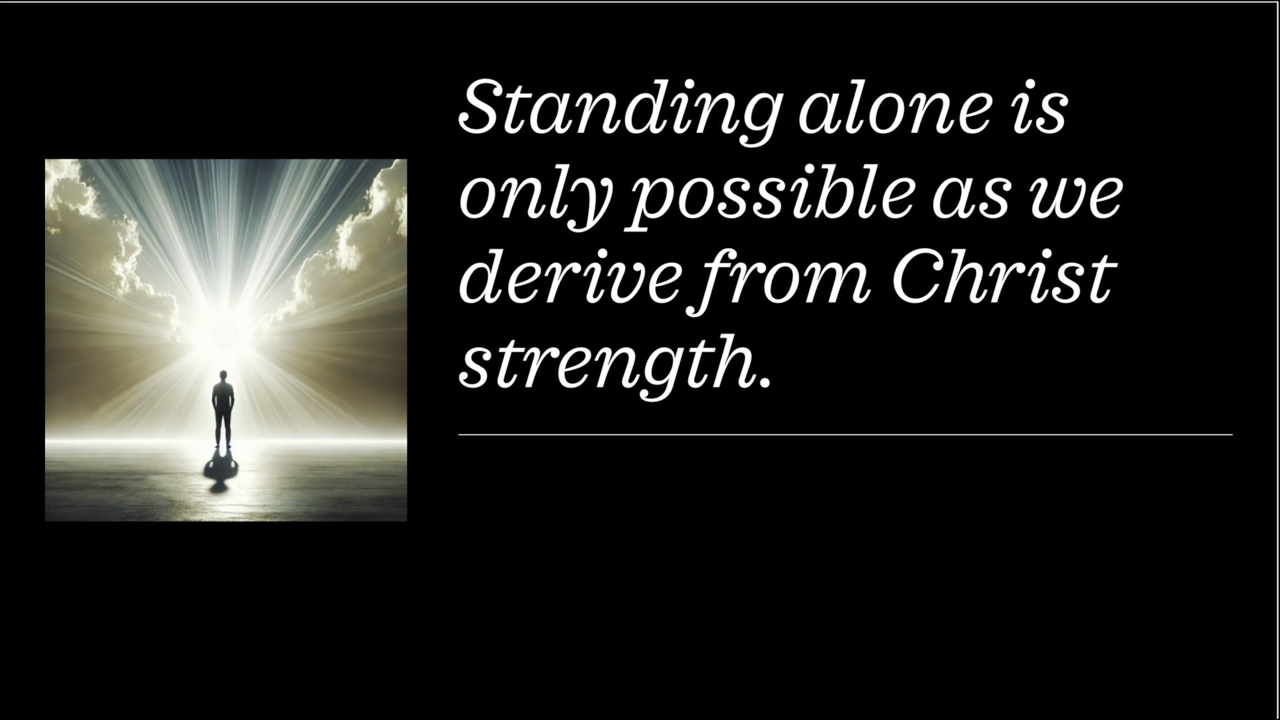 Standing alone is
only possible as we
derive from Christ
strength.